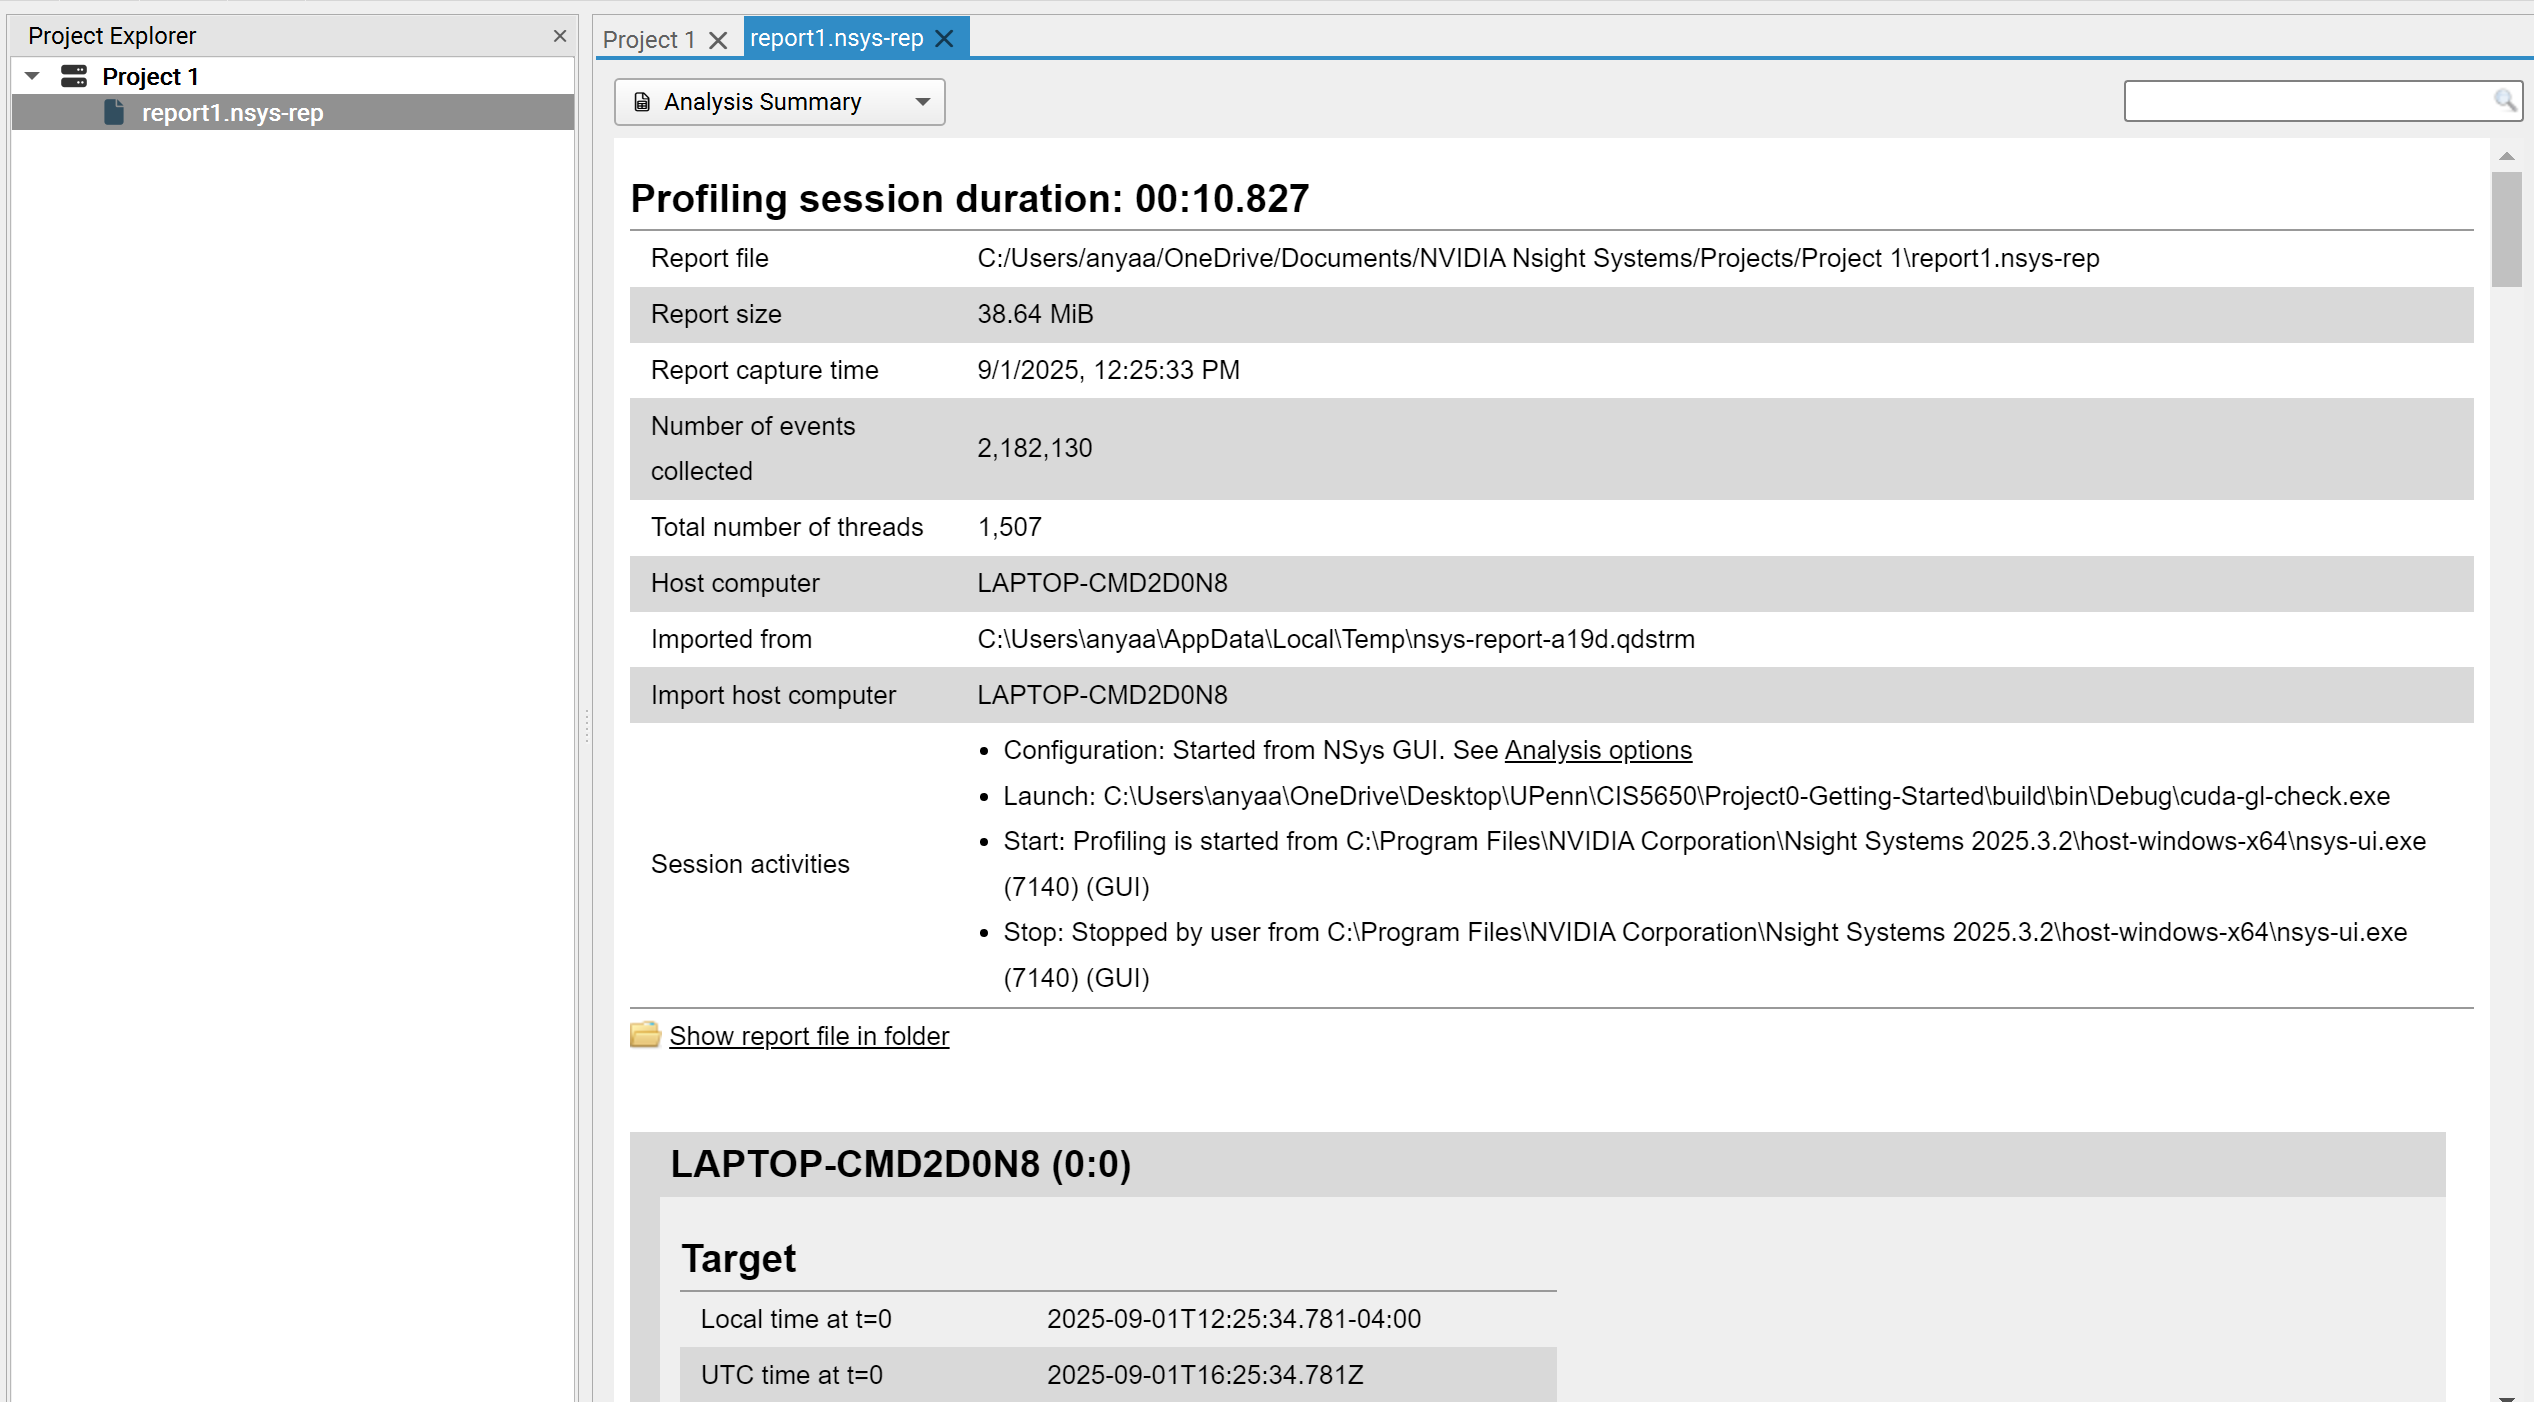 Project Explorer
Project 1
report1.nsys-rep
Project 1
report1.nsys-rep
Analysis Summary
Profiling session duration: 00:10.827
Report file C:/Users/anyaa/OneDrive/Documents/NVIDIA Nsight Systems/Projects/Project 1\report1.nsys-rep
Report size 38.64 MiB
Report capture time 9/1/2025, 12:25:33 PM
Number of events
collected
2,182,130
Total number of threads 1,507
Host computer LAPTOP-CMD2D0N8
Imported from C:\Users\anyaa\AppData\Local\Temp\nsys-report-a19d.qdstrm
Import host computer LAPTOP-CMD2D0N8
Session activities
• Configuration: Started from NSys GUI. See Analysis options
• Launch: C:\Users\anyaa\OneDrive\Desktop\UPenn\CIS5650\Project0-Getting-Started\build\bin\Debug\cuda-gl-check.exe
• Start: Profiling is started from C:\Program Files\NVIDIA Corporation\Nsight Systems 2025.3.2\host-windows-x64\nsys-ui.exe
(7140) (GUI)
• Stop: Stopped by user from C:\Program Files\NVIDIA Corporation\Nsight Systems 2025.3.2\host-windows-x64\nsys-ui.exe
(7140) (GUI)
Show report file in folder
LAPTOP-CMD2D0N8 (0:0)
Target
Local time at t=0 2025-09-01T12:25:34.781-04:00
UTC time at t=0 2025-09-01T16:25:34.781Z